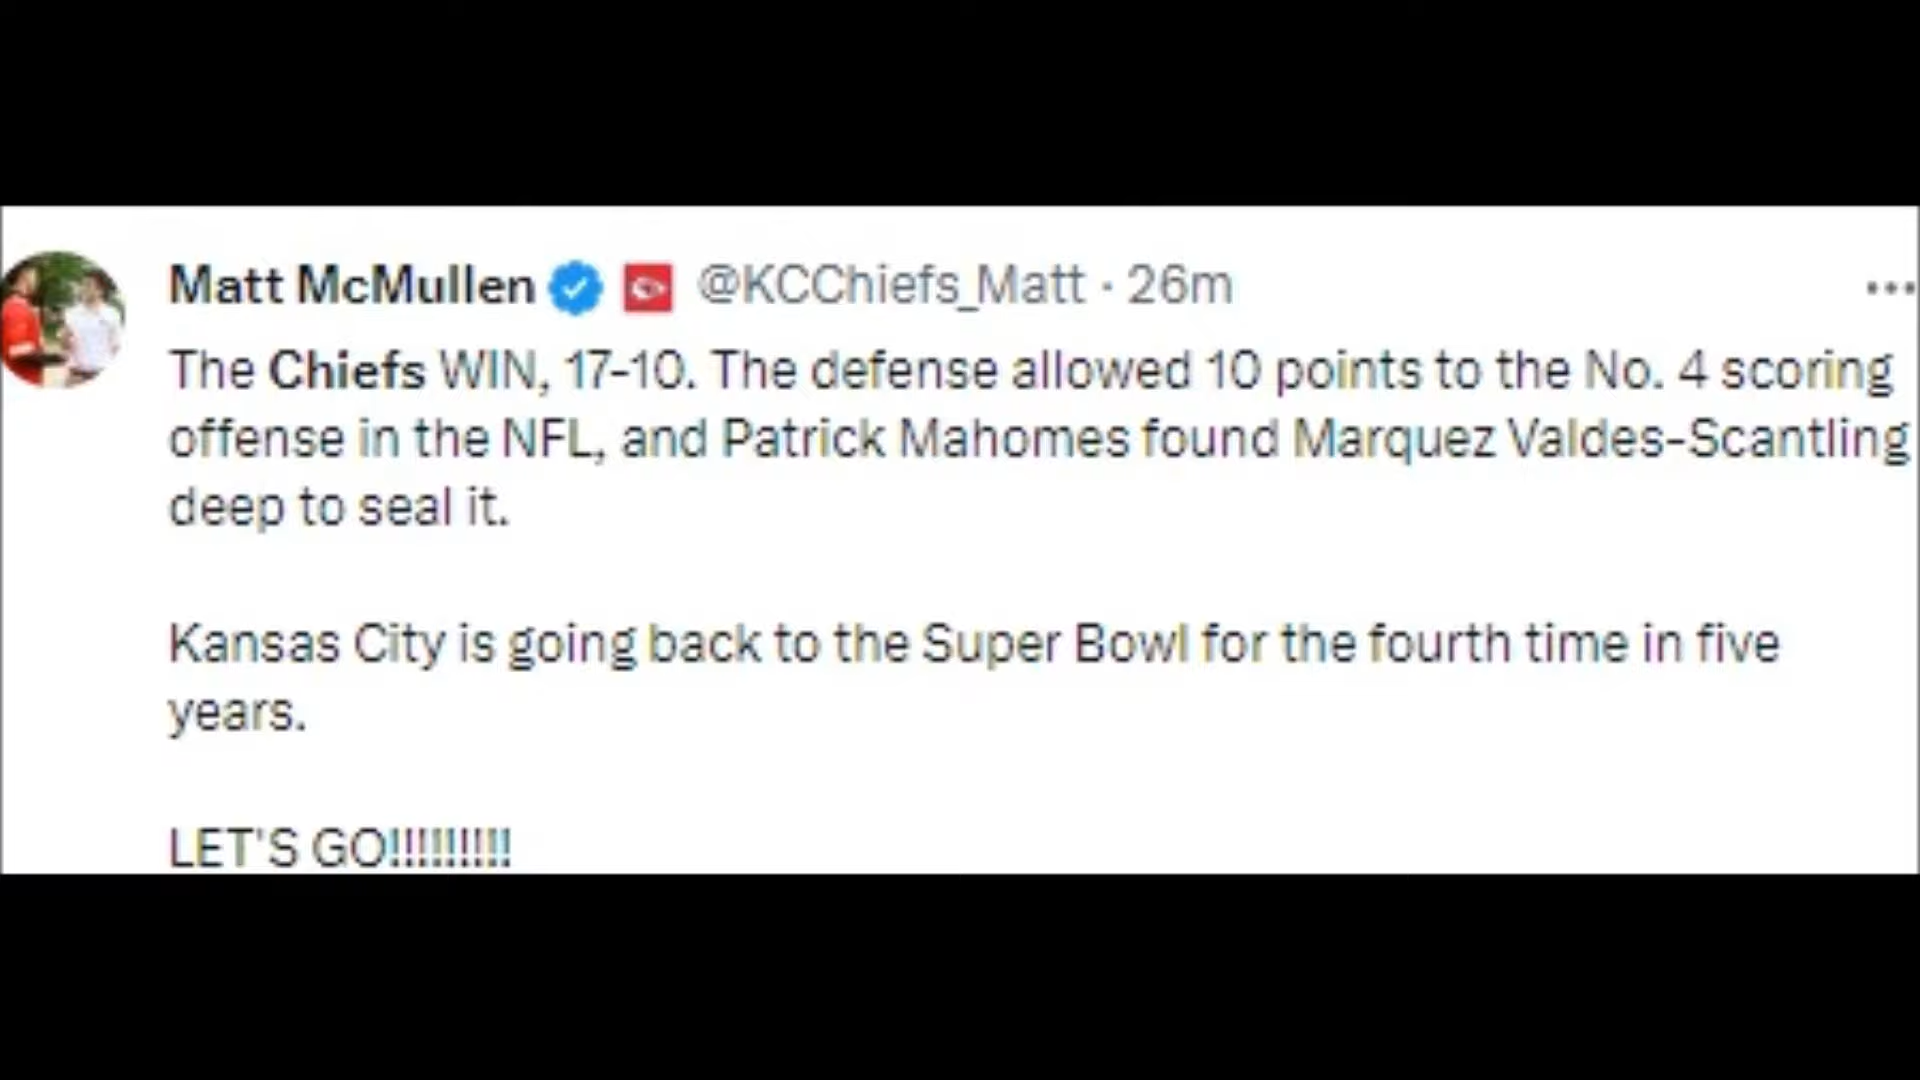 Matt McMullen @KCChiefs_Matt · 26m
The Chiefs WIN, 17-10. The defense allowed 10 points to the No. 4 scoring
offense in the NFL, and Patrick Mahomes found Marquez Valdes-Scantling
deep to seal it.
Kansas City is going back to the Super Bowl for the fourth time in five
years.
LET'S GO!!!!!!!!!